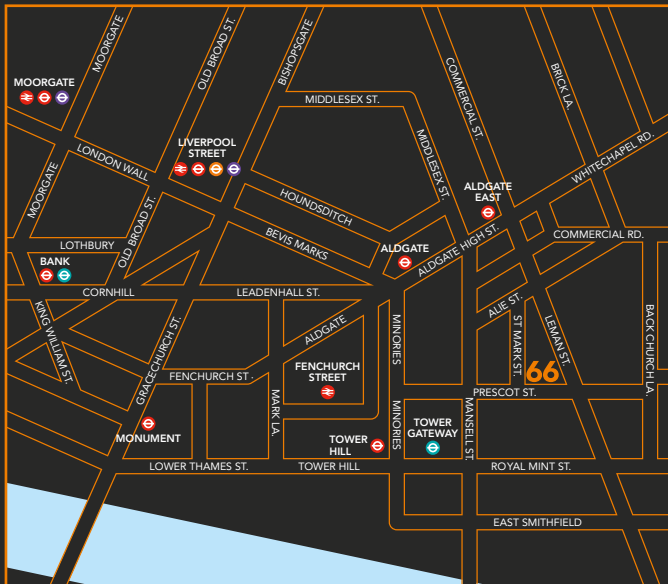 MOORGATE
OLD BROAD ST.
BISHOPSGATE
COMMERCIAL ST.
BRICK LA.
MOORGATE
MIDDLESEX ST.
MIDDLESEX ST.
WHITECHAPEL RD.
LIVERPOOL
STREET
LONDON WALL
MOORGATE
OLD BROAD ST.
HOUNDSDITCH
ALDGATE
EAST
BEVIS MARKS
LOTHBURY
ALDGATE
ALDGATE HIGH ST.
COMMERCIAL RD.
BANK
CORNHILL
LEADENHALL ST.
ALIE ST.
KING WILLIAM ST.
GRACECHURCH ST.
ALDGATE
MINORIES
ST MARK ST.
LEMAN ST.
BACK CHURCH LA.
FENCHURCH ST.
FENCHURCH
STREET
66
PRESCOT ST.
MARK LA.
MINORIES
MANSELL ST.
MONUMENT
TOWER
HILL
TOWER
GATEWAY
LOWER THAMES ST.
TOWER HILL
ROYAL MINT ST.
EAST SMITHFIELD